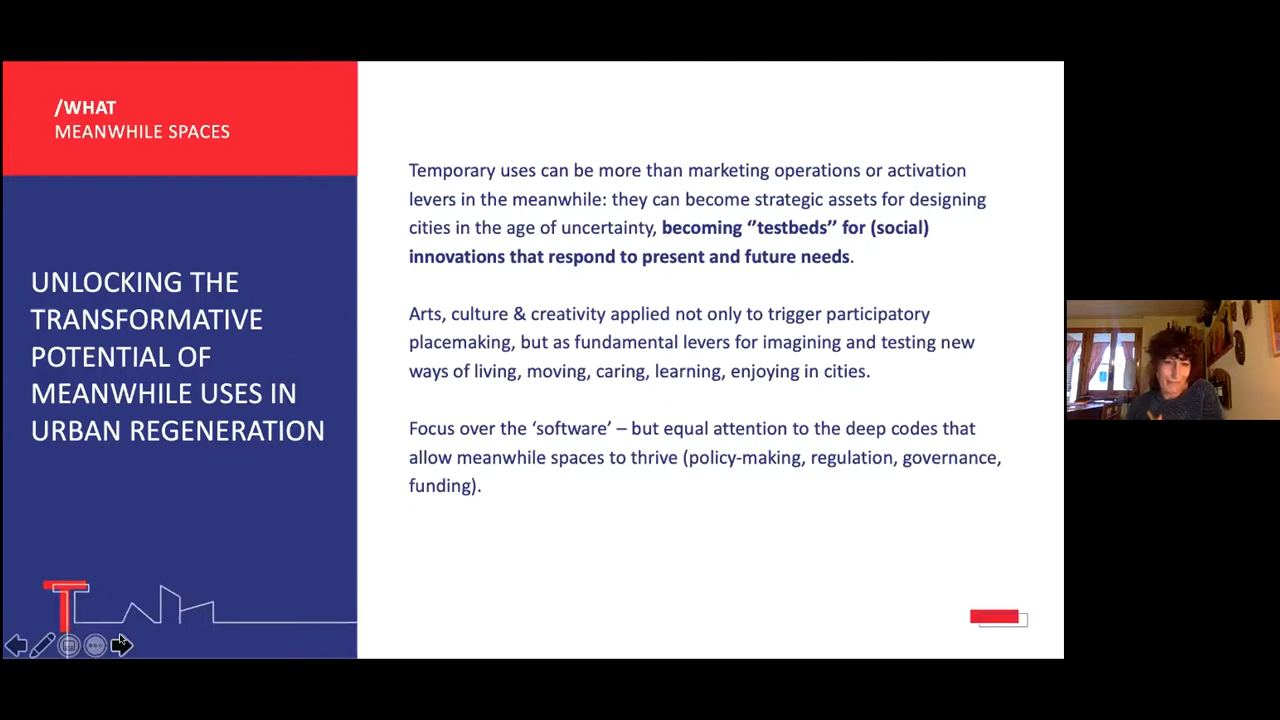 /WHAT
MEANWHILE SPACES
UNLOCKING THE
TRANSFORMATIVE
POTENTIAL OF
MEANWHILE USES IN
URBAN REGENERATION
Temporary uses can be more than marketing operations or activation
levers in the meanwhile: they can become strategic assets for designing
cities in the age of uncertainty, becoming ‘’testbeds’’ for (social)
innovations that respond to present and future needs.
Arts, culture & creativity applied not only to trigger participatory
placemaking, but as fundamental levers for imagining and testing new
ways of living, moving, caring, learning, enjoying in cities.
Focus over the ‘software’ – but equal attention to the deep codes that
allow meanwhile spaces to thrive (policy-making, regulation, governance,
funding).
T